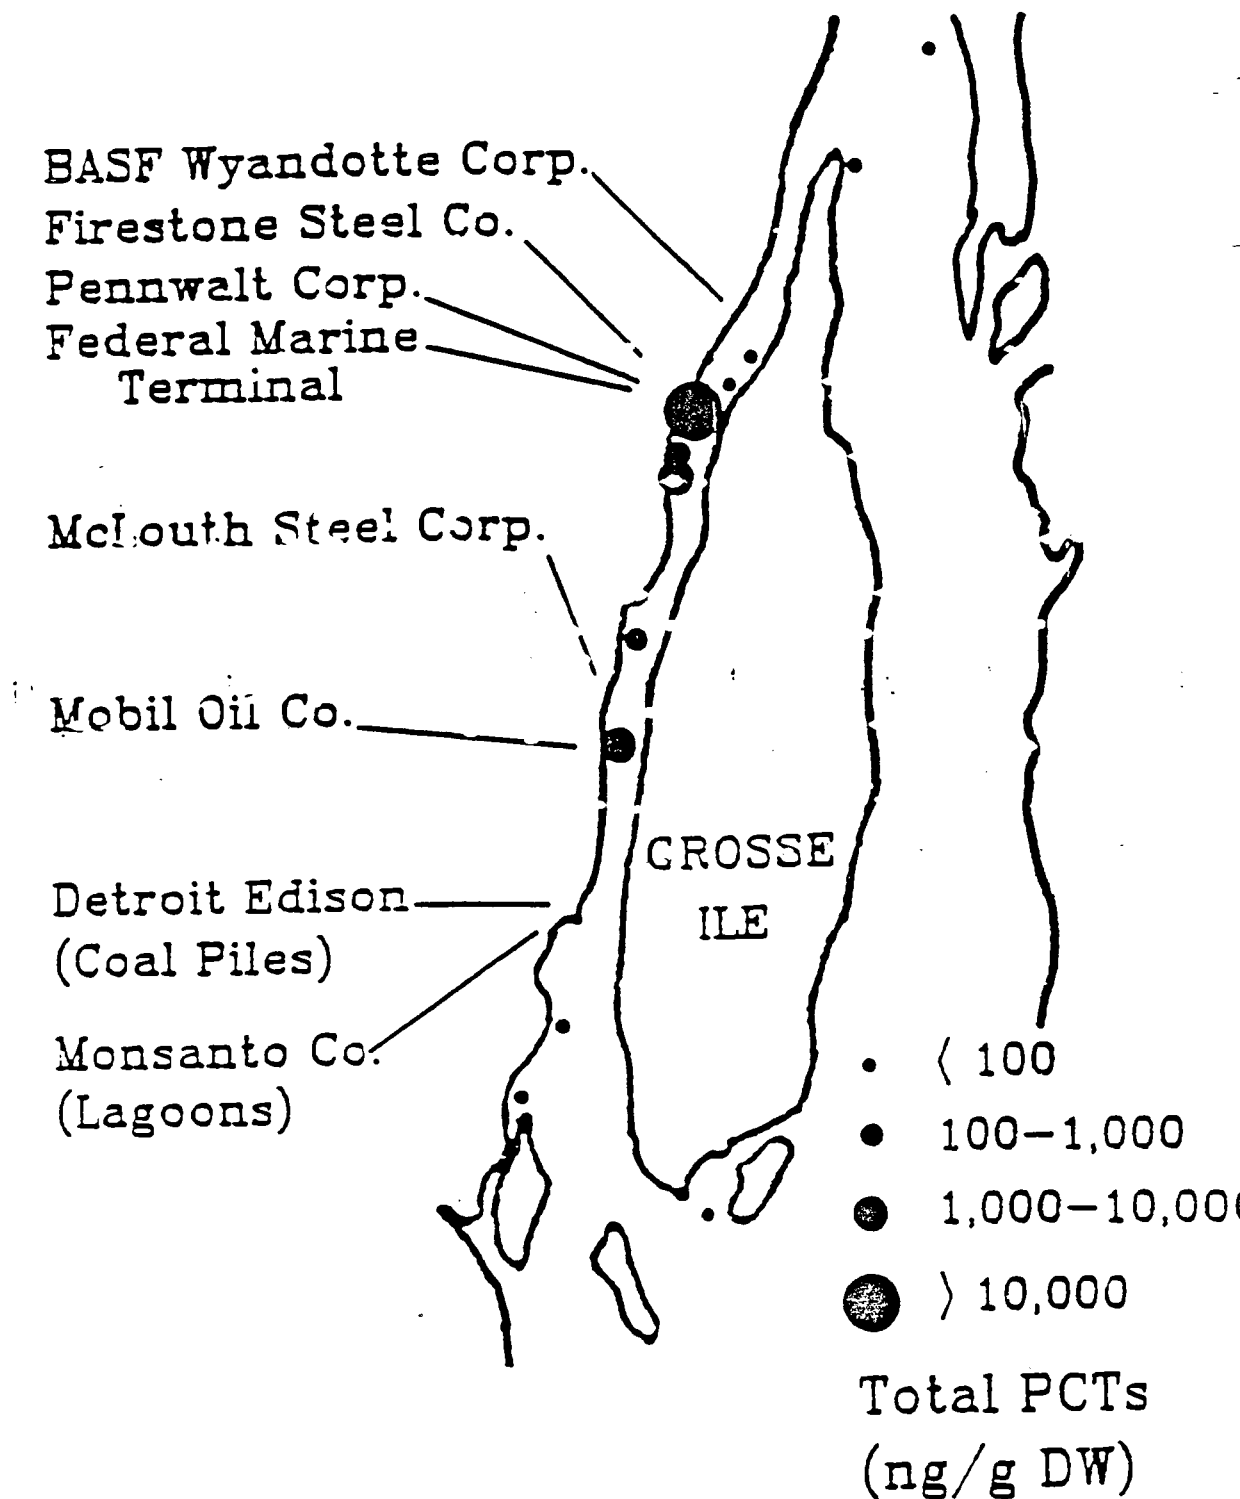 BASF Wyandotte Corp.
Firestone Steel Co.
Pennwalt Corp.
Federal Marine
Terminal
McLouth Steel Corp.
Mobil Oil Co.
Detroit Edison
(Coal Piles)
Monsanto Co.
(Lagoons)
GROSSE
ILE
⟨ 100
100-1,000
1,000-10,000
⟩ 10,000
Total PCTs
(ng/g DW)